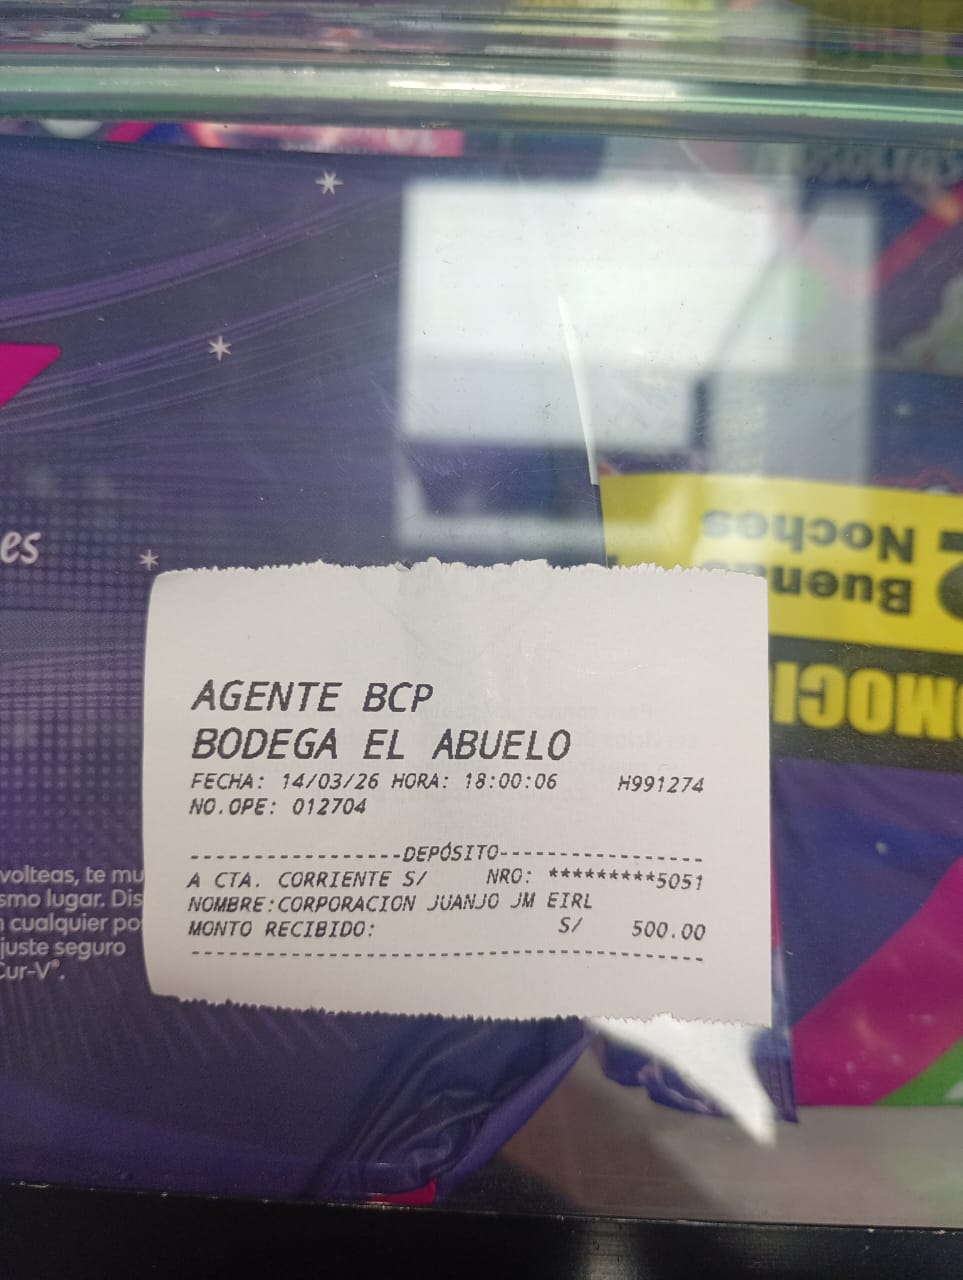 es
Buenas
Noches
AGENTE BCP
BODEGA EL ABUELO
FECHA: 14/03/26 HORA: 18:00:06 H991274
NO.OPE: 012704
------------------DEPÓSITO------------------
A CTA. CORRIENTE S/ NRO: *********5051
NOMBRE:CORPORACION JUANJO JM EIRL
MONTO RECIBIDO: S/ 500.00
--------------------------------------------
volteas, te mu
smo lugar. Dis
cualquier po
juste seguro
Cur-V®.